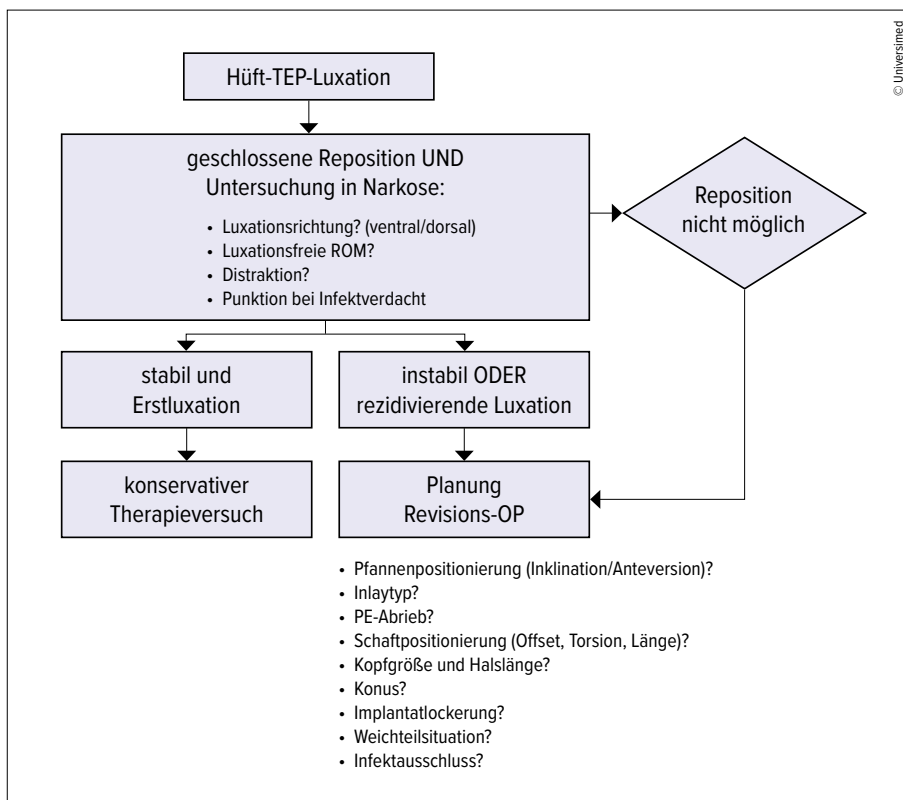 © Universimed
Hüft-TEP-Luxation
geschlossene Reposition UND
Untersuchung in Narkose:
• Luxationsrichtung? (ventral/dorsal)
• Luxationsfreie ROM?
• Distraktion?
• Punktion bei Infektverdacht
Reposition
nicht möglich
stabil und
Erstluxation
instabil ODER
rezidivierende Luxation
konservativer
Therapieversuch
Planung
Revisions-OP
• Pfannenpositionierung (Inklination/Anteversion)?
• Inlaytyp?
• PE-Abrieb?
• Schaftpositionierung (Offset, Torsion, Länge)?
• Kopfgröße und Halslänge?
• Konus?
• Implantatlockerung?
• Weichteilsituation?
• Infektausschluss?